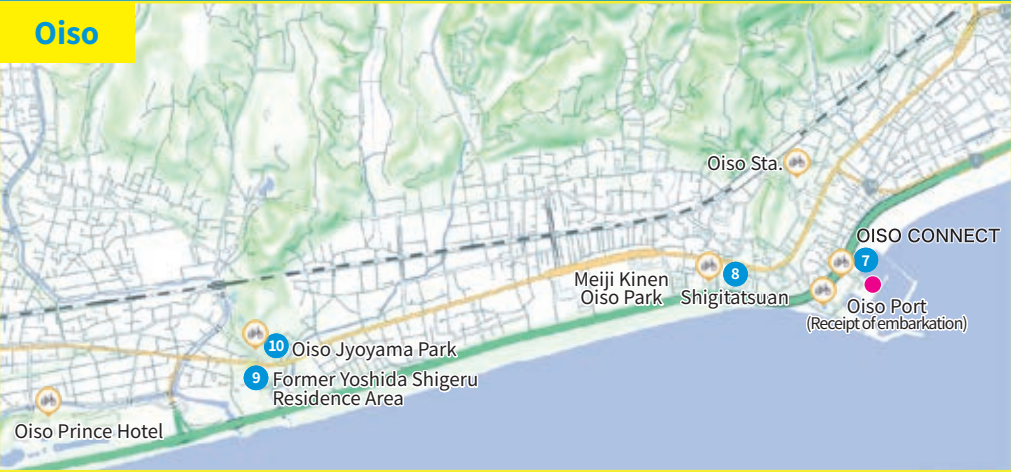 Oiso
Oiso Sta.
OISO CONNECT
7
8
Meiji Kinen
Oiso Park
Shigitatsuan
Oiso Port
(Receipt of embarkation)
10
Oiso Jyoyama Park
9
Former Yoshida Shigeru
Residence Area
Oiso Prince Hotel